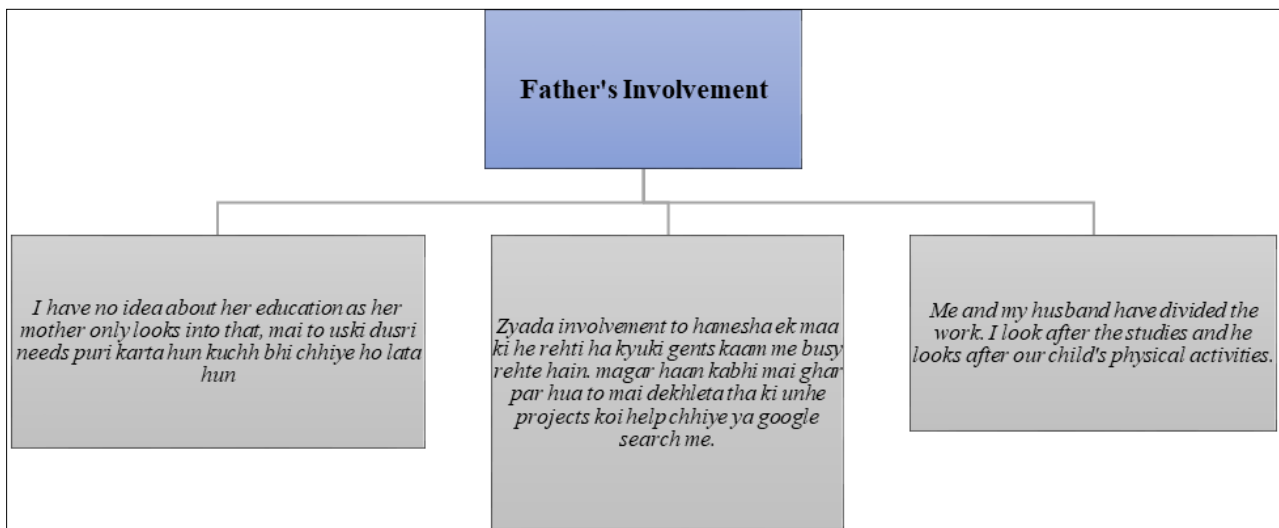 Father's Involvement
I have no idea about her education as her
mother only looks into that, mai to uski dusri
needs puri karta hun kuchh bhi chhiye ho lata
hun
Zyada involvement to hamesha ek maa
ki he rehti ha kyuki gents kaam me busy
rehte hain. magar haan kabhi mai ghar
par hua to mai dekhleta tha ki unhe
projects koi help chhiye ya google
search me.
Me and my husband have divided the
work. I look after the studies and he
looks after our child's physical activities.